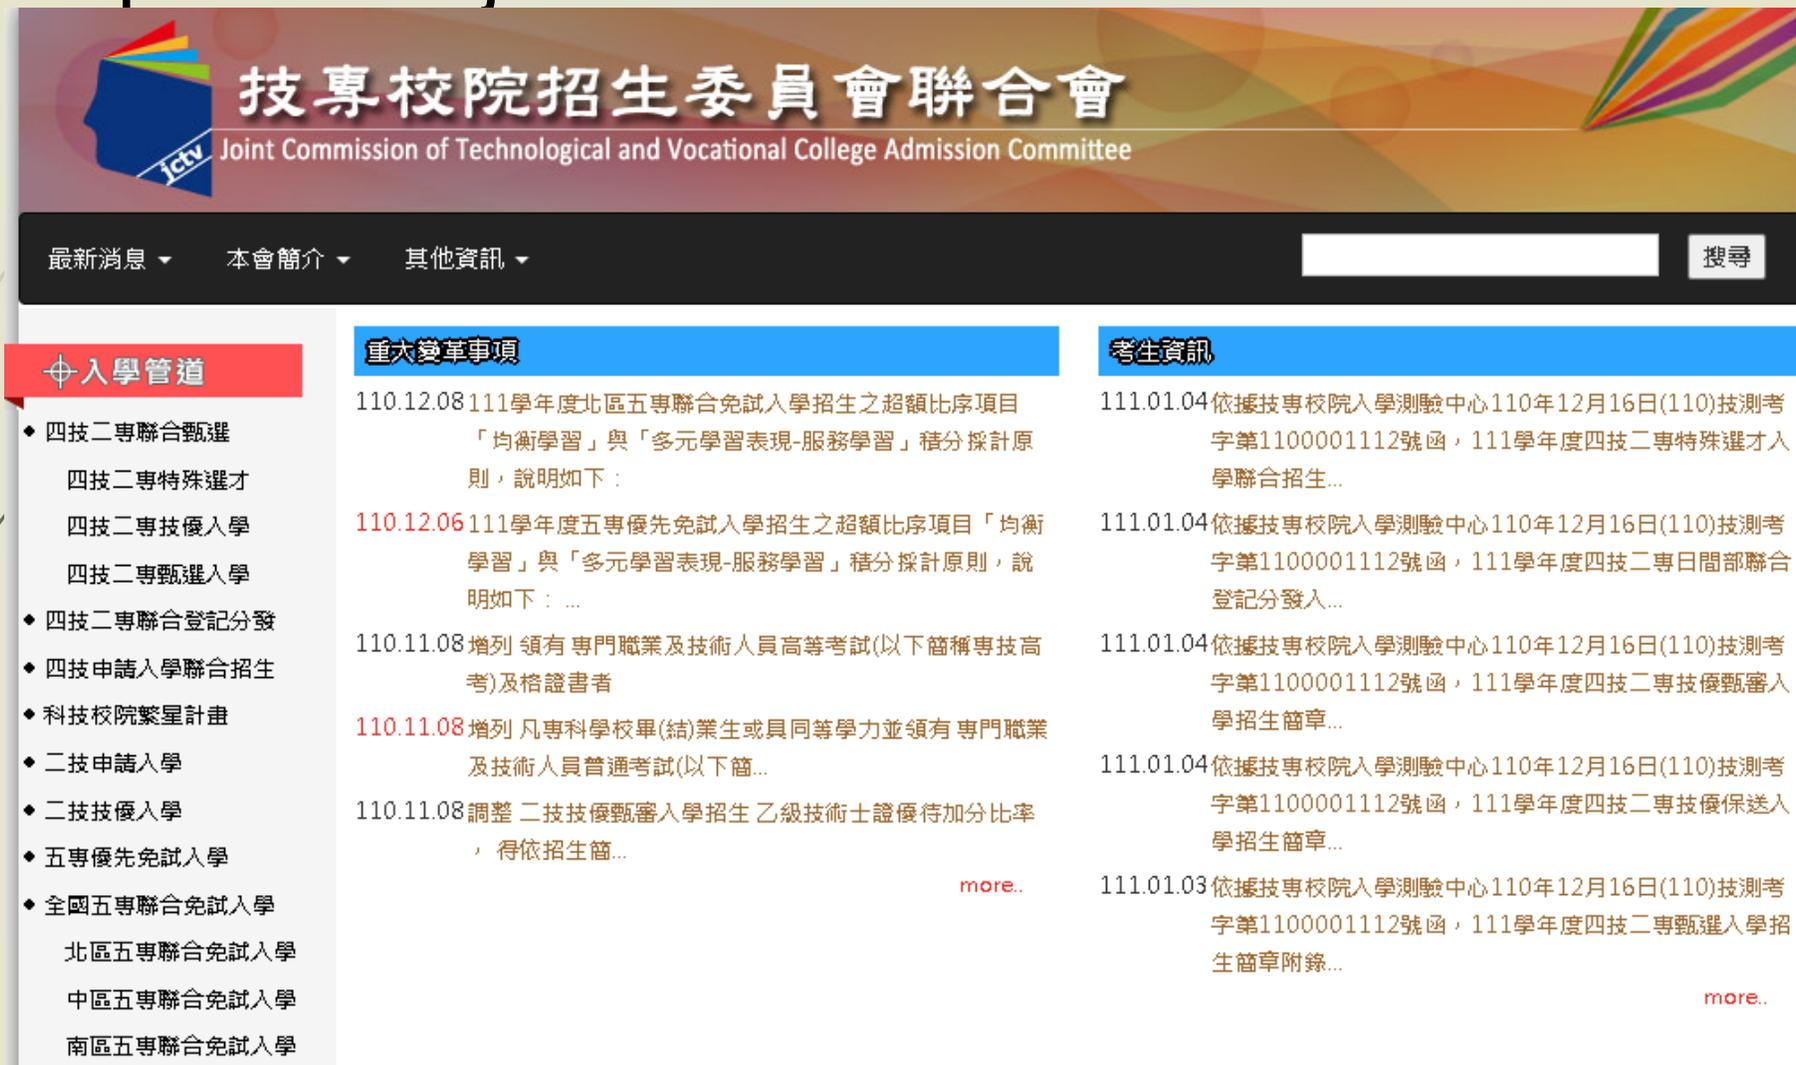 技專校院招生委員會聯合會
jctv
Joint Commission of Technological and Vocational College Admission Committee
最新消息 本會簡介 其他資訊 搜尋
入學管道
四技二專聯合甄選
四技二專特殊選才
四技二專技優入學
四技二專甄選入學
四技二專聯合登記分發
四技申請入學聯合招生
科技校院繁星計畫
二技申請入學
二技技優入學
五專優先免試入學
全國五專聯合免試入學
北區五專聯合免試入學
中區五專聯合免試入學
南區五專聯合免試入學
重大變革事項
110.12.08 111學年度北區五專聯合免試入學招生之超額比序項目
「均衡學習」與「多元學習表現-服務學習」積分採計原
則，說明如下：
110.12.06 111學年度五專優先免試入學招生之超額比序項目「均衡
學習」與「多元學習表現-服務學習」積分採計原則，說
明如下：...
110.11.08 增列 領有 專門職業及技術人員高等考試(以下簡稱專技高
考)及格證書者
110.11.08 增列 凡專科學校畢(結)業生或具同等學力並領有 專門職業
及技術人員普通考試(以下簡...
110.11.08 調整 二技技優甄審入學招生 乙級技術士證優待加分比率
， 得依招生簡...
more..
考生資訊
111.01.04 依據技專校院入學測驗中心110年12月16日(110)技測考
字第1100001112號函，111學年度四技二專特殊選才入
學聯合招生...
111.01.04 依據技專校院入學測驗中心110年12月16日(110)技測考
字第1100001112號函，111學年度四技二專日間部聯合
登記分發入...
111.01.04 依據技專校院入學測驗中心110年12月16日(110)技測考
字第1100001112號函，111學年度四技二專技優甄審入
學招生簡章...
111.01.04 依據技專校院入學測驗中心110年12月16日(110)技測考
字第1100001112號函，111學年度四技二專技優保送入
學招生簡章...
111.01.03 依據技專校院入學測驗中心110年12月16日(110)技測考
字第1100001112號函，111學年度四技二專甄選入學招
生簡章附錄...
more..